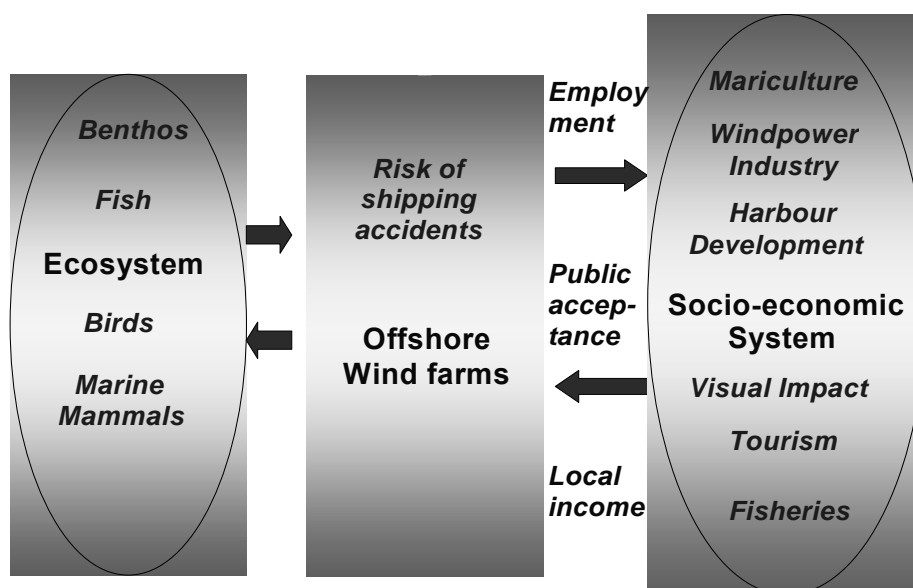 Benthos
Fish
Ecosystem
Birds
Marine
Mammals
Risk of
shipping
accidents
Offshore
Wind farms
Employ
ment
Public
accep-
tance
Local
income
Mariculture
Windpower
Industry
Harbour
Development
Socio-economic
System
Visual Impact
Tourism
Fisheries